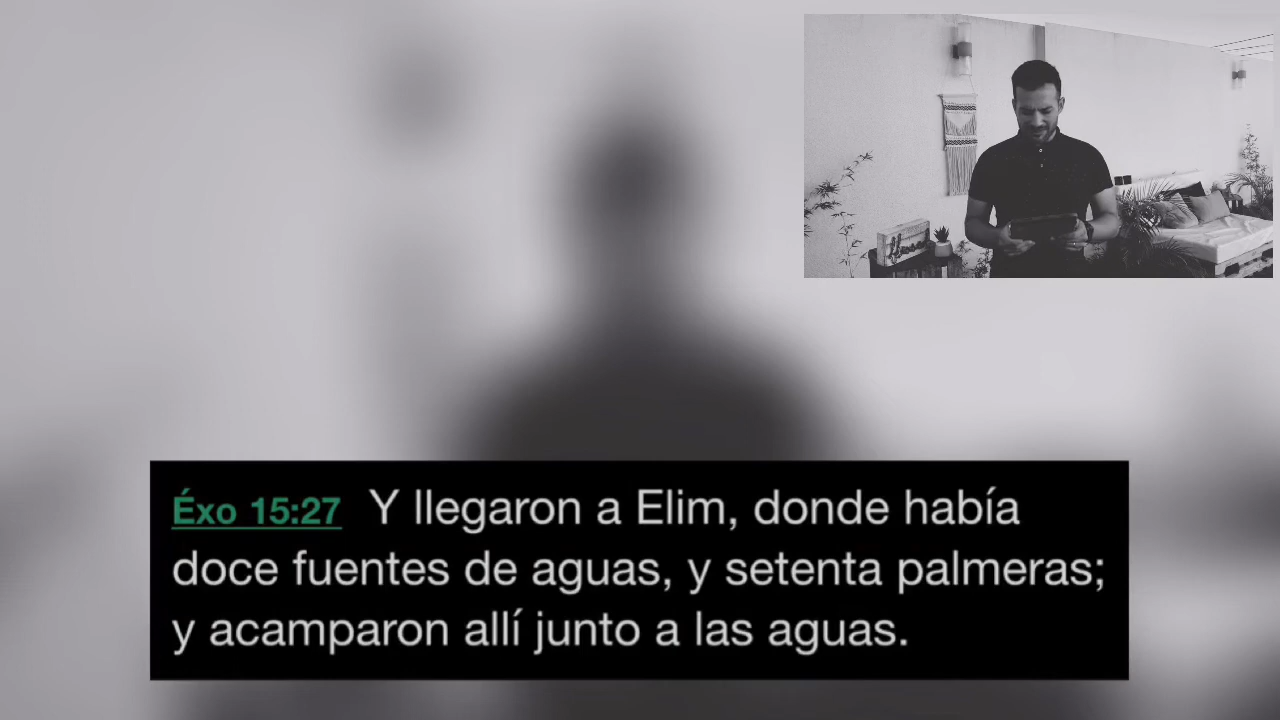 Éxo 15:27 Y llegaron a Elim, donde había
doce fuentes de aguas, y setenta palmeras;
y acamparon allí junto a las aguas.